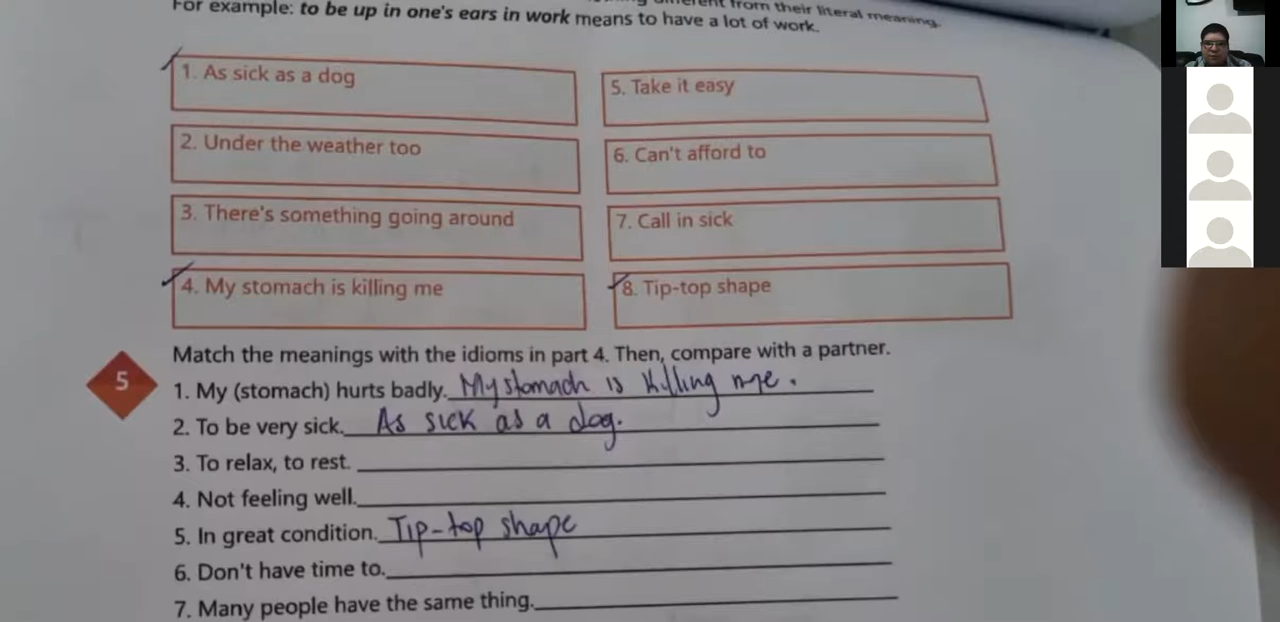 For example: to be up in one's ears in work means to have a lot of work.
different from their literal meaning.
1. As sick as a dog
2. Under the weather too
3. There's something going around
4. My stomach is killing me
5. Take it easy
6. Can't afford to
7. Call in sick
8. Tip-top shape
5
Match the meanings with the idioms in part 4. Then, compare with a partner.
1. My (stomach) hurts badly. My stomach is killing me.
2. To be very sick. As sick as a dog.
3. To relax, to rest.
4. Not feeling well.
5. In great condition. Tip-top shape
6. Don't have time to.
7. Many people have the same thing.